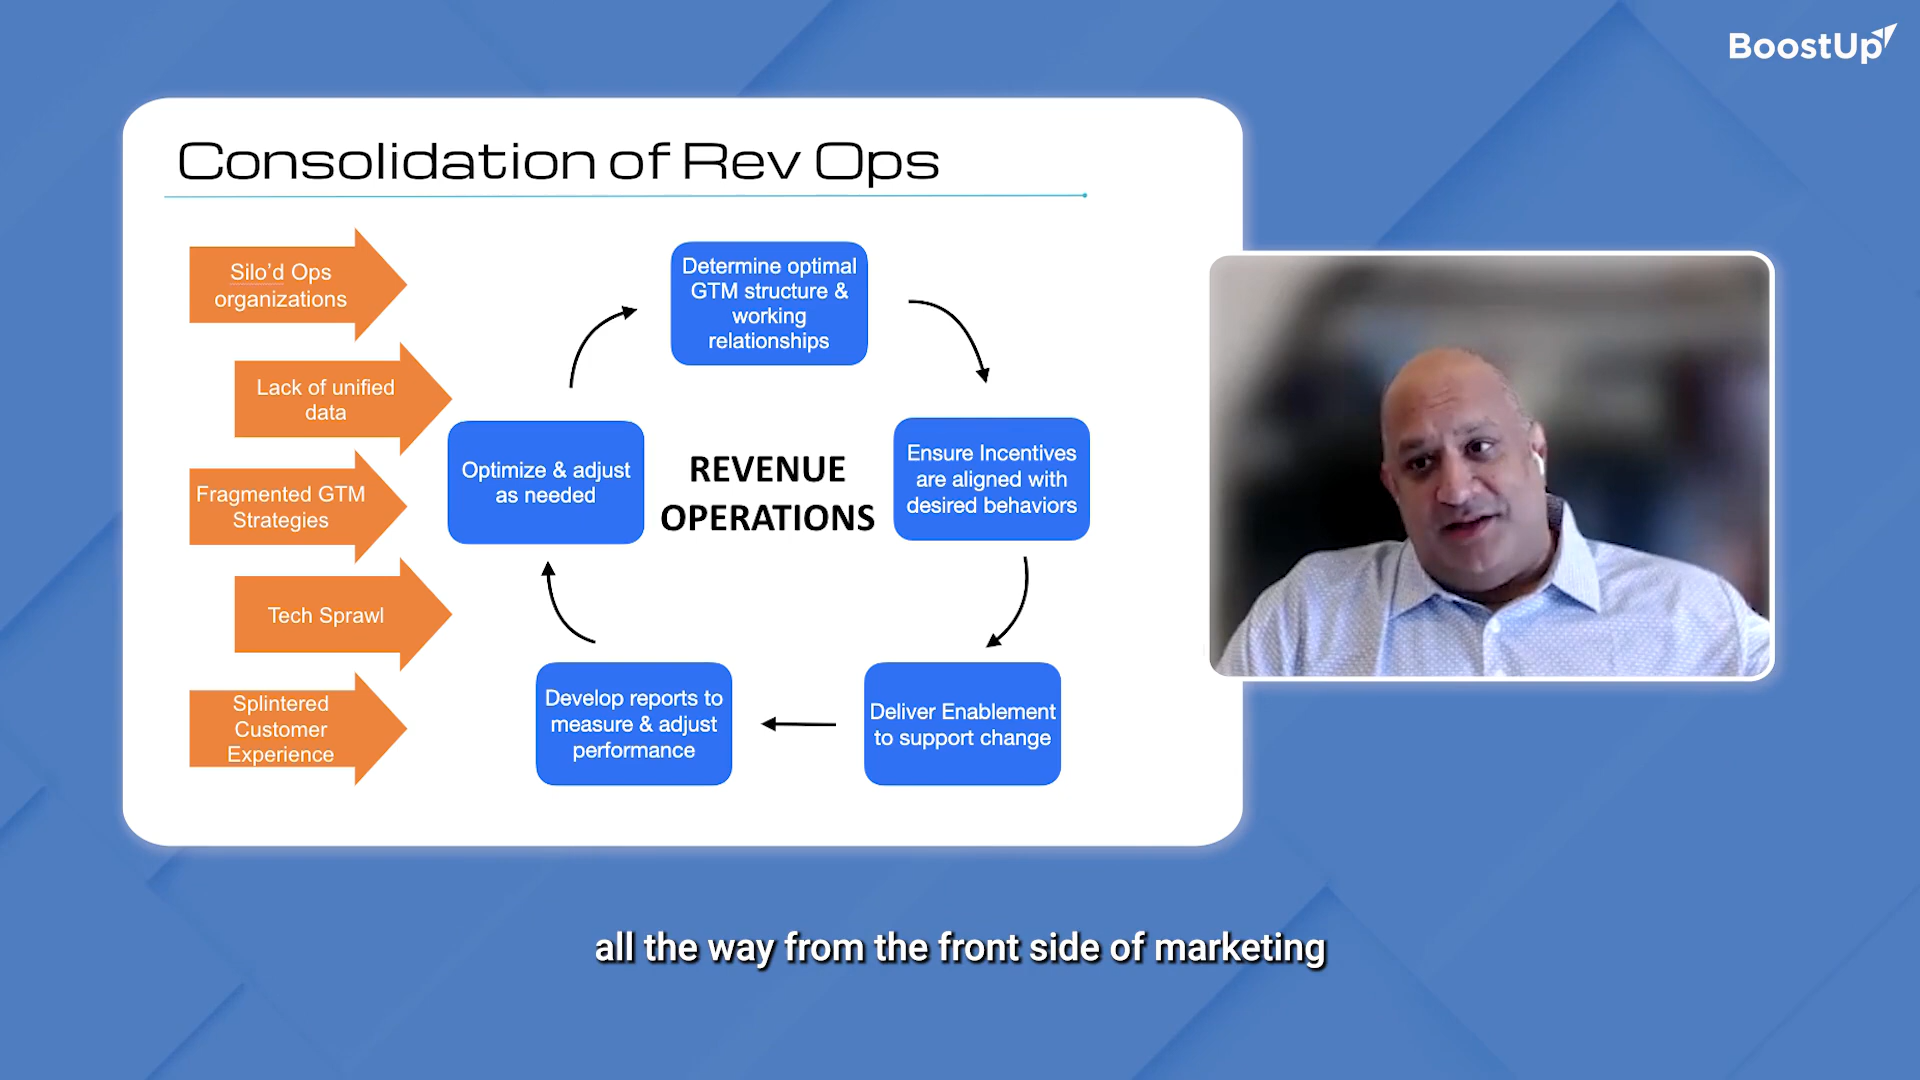 BoostUp
Consolidation of Rev Ops
Silo'd Ops
organizations
Lack of unified
data
Fragmented GTM
Strategies
Tech Sprawl
Splintered
Customer
Experience
Determine optimal
GTM structure &
working
relationships
Ensure Incentives
are aligned with
desired behaviors
Deliver Enablement
to support change
Develop reports to
measure & adjust
performance
Optimize & adjust
as needed
REVENUE
OPERATIONS
all the way from the front side of marketing